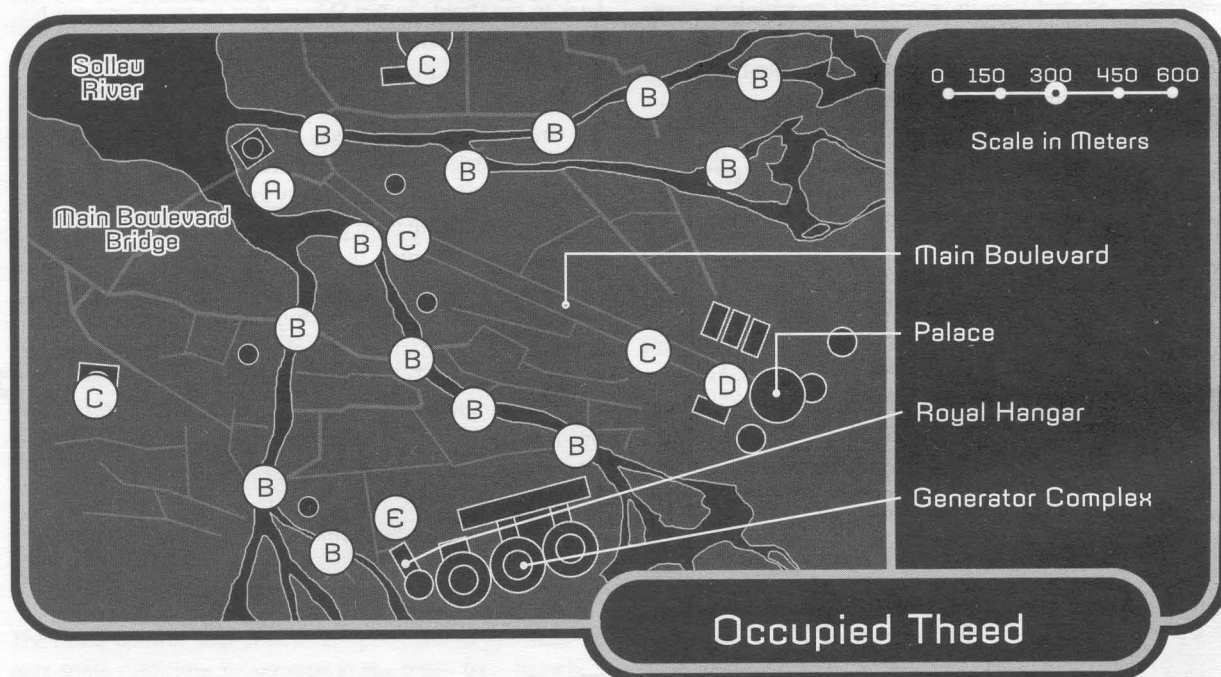 Solleu
River
C
B
B
B
B
B
B
A
Main Boulevard
Bridge
B
C
B
B
C
C
D
B
B
B
E
B
0 150 300 450 600
Scale in Meters
Main Boulevard
Palace
Royal Hangar
Generator Complex
Occupied Theed